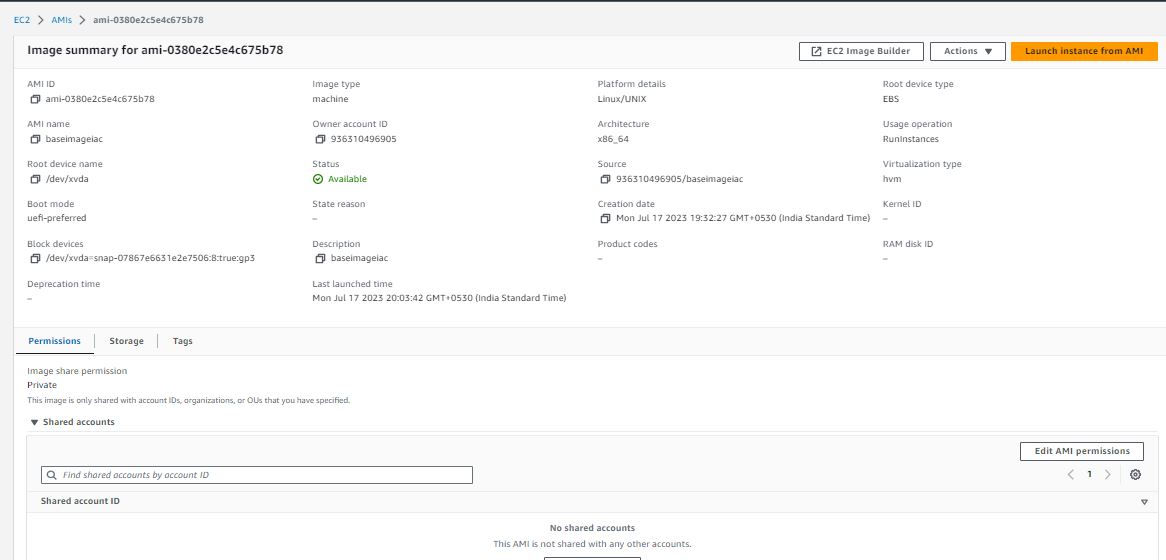 EC2 > AMIs > ami-0380e2c5e4c675b78
Image summary for ami-0380e2c5e4c675b78
EC2 Image Builder
Actions ▼
Launch instance from AMI
AMI ID Image type Platform details Root device type
ami-0380e2c5e4c675b78 machine Linux/UNIX EBS
AMI name Owner account ID Architecture Usage operation
baseimageiac 936310496905 x86_64 RunInstances
Root device name Status Source Virtualization type
/dev/xvda Available 936310496905/baseimageiac hvm
Boot mode State reason Creation date Kernel ID
uefi-preferred – Mon Jul 17 2023 19:32:27 GMT+0530 (India Standard Time) –
Block devices Description Product codes RAM disk ID
/dev/xvda=snap-07867e6631e2e7506:8:true:gp3 baseimageiac – –
Deprecation time Last launched time
– Mon Jul 17 2023 20:03:42 GMT+0530 (India Standard Time)
Permissions Storage Tags
Image share permission
Private
This image is only shared with account IDs, organizations, or OUs that you have specified.
▼ Shared accounts
Edit AMI permissions
Find shared accounts by account ID
< 1 >
Shared account ID
No shared accounts
This AMI is not shared with any other accounts.